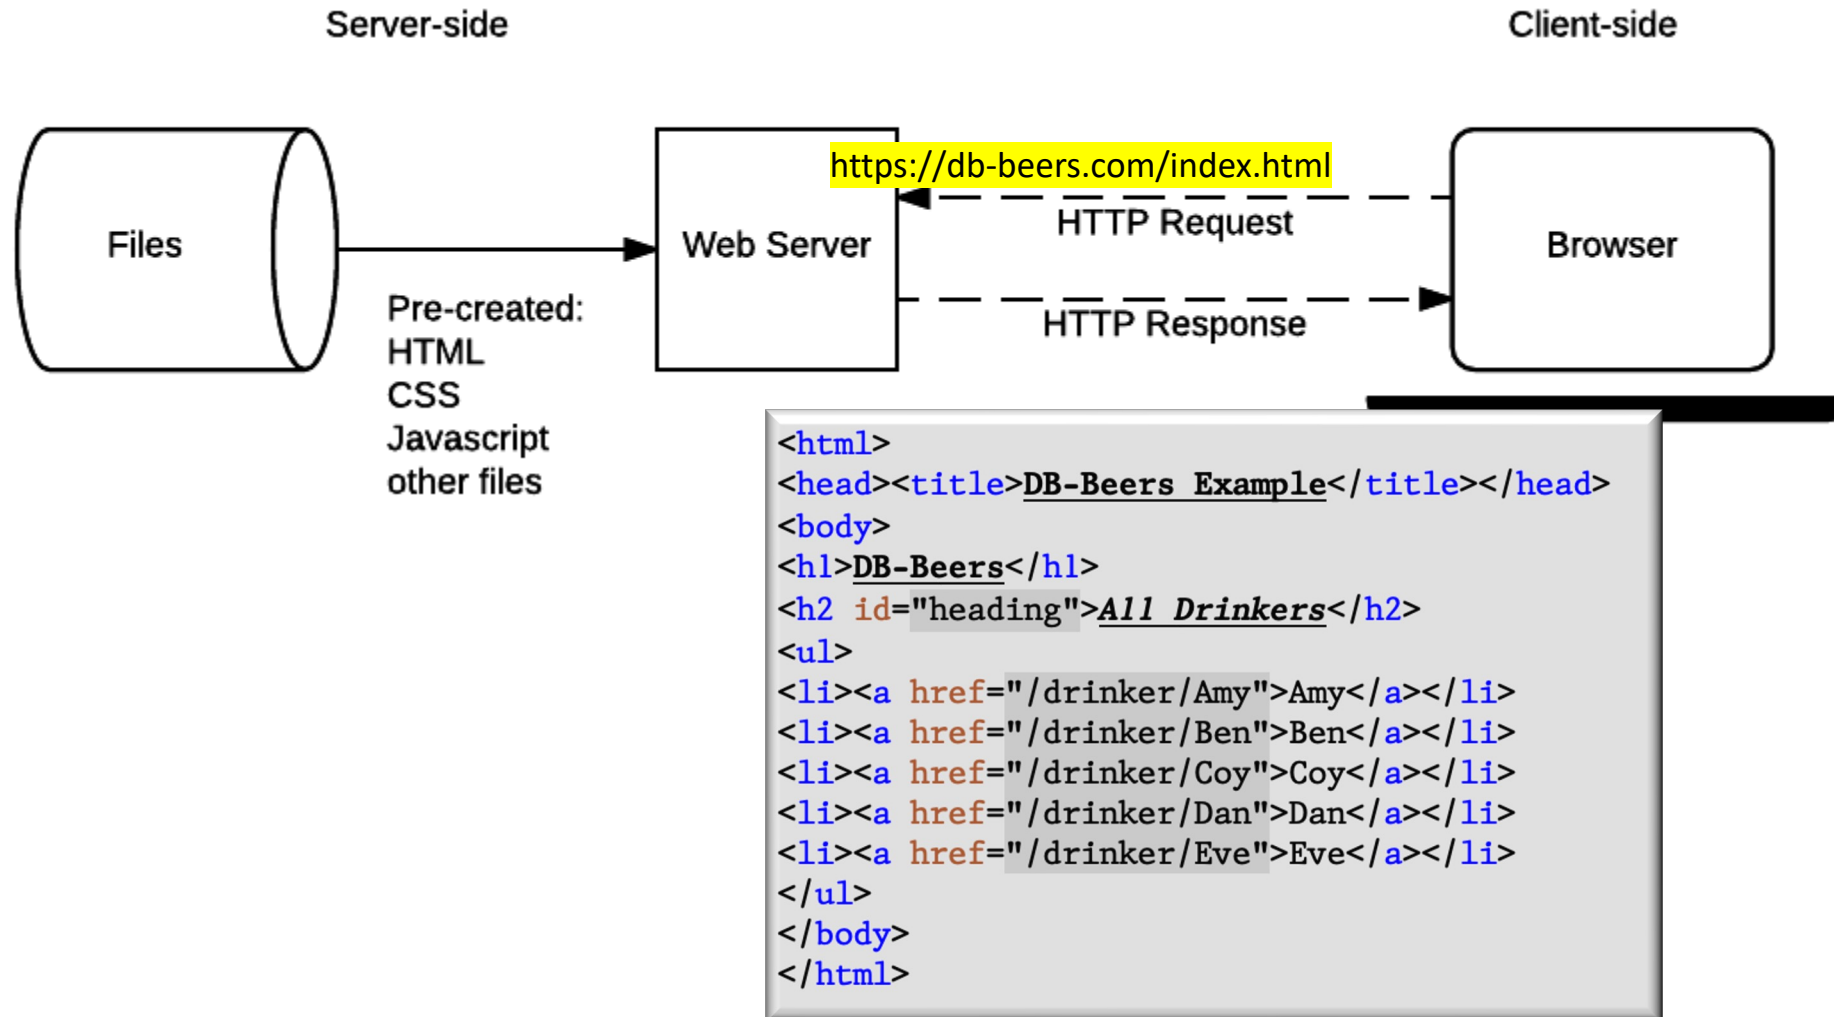 Server-side
Client-side
Files
Pre-created:
HTML
CSS
Javascript
other files
Web Server
https://db-beers.com/index.html
HTTP Request
HTTP Response
Browser
<html>
<head><title>DB-Beers Example</title></head>
<body>
<h1>DB-Beers</h1>
<h2 id="heading">All Drinkers</h2>
<ul>
<li><a href="/drinker/Amy">Amy</a></li>
<li><a href="/drinker/Ben">Ben</a></li>
<li><a href="/drinker/Coy">Coy</a></li>
<li><a href="/drinker/Dan">Dan</a></li>
<li><a href="/drinker/Eve">Eve</a></li>
</ul>
</body>
</html>